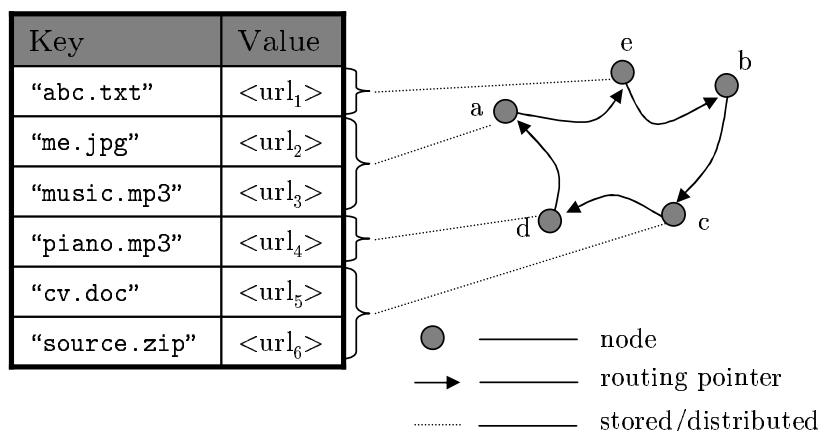 Key Value
“abc.txt” <url₁>
“me.jpg” <url₂>
“music.mp3” <url₃>
“piano.mp3” <url₄>
“cv.doc” <url₅>
“source.zip” <url₆>
e
b
a
d
c
node
routing pointer
stored/distributed